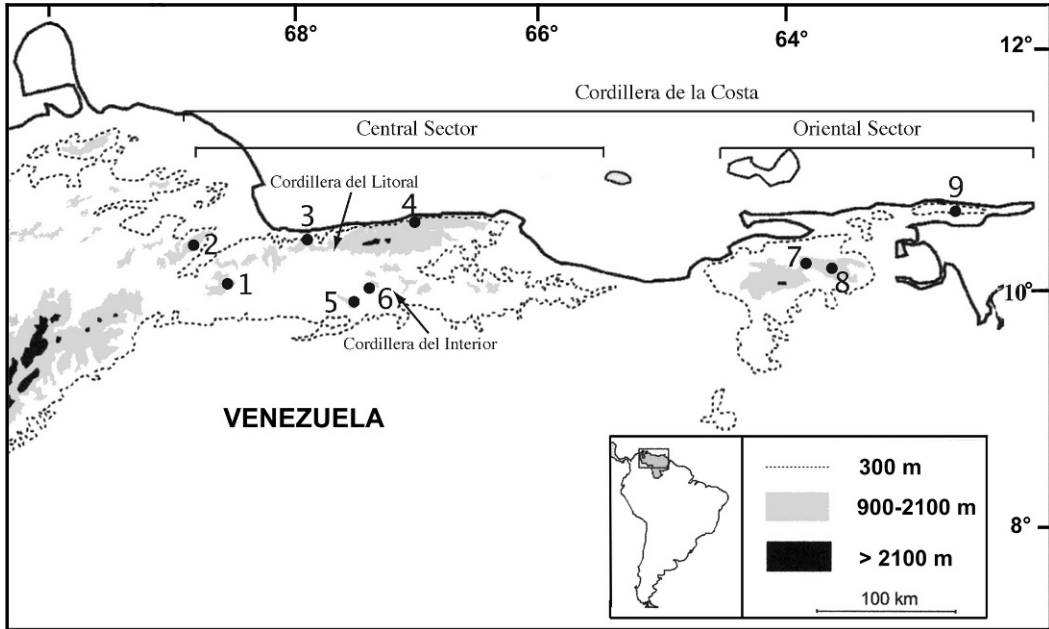 68°
66°
64°
12°
Cordillera de la Costa
Central Sector
Oriental Sector
Cordillera del Litoral
9
4
3
2
7
8
1
10°
5
6
Cordillera del Interior
VENEZUELA
300 m
900-2100 m
> 2100 m
100 km
8°